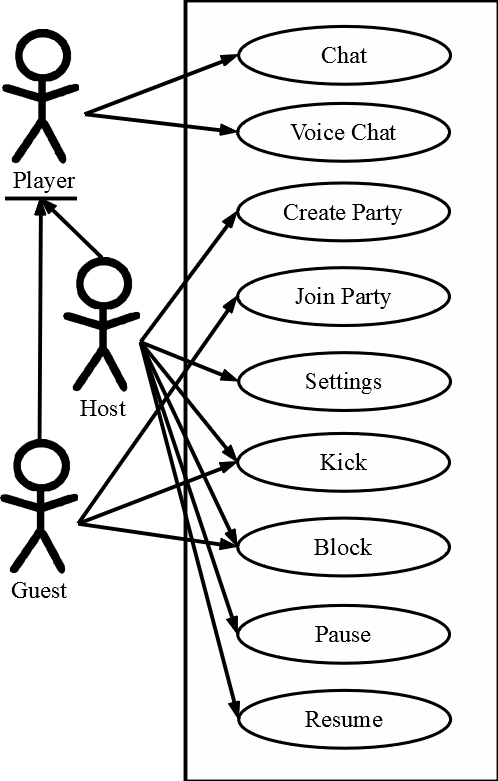 Chat
Voice Chat
Player
Create Party
Join Party
Settings
Host
Kick
Block
Guest
Pause
Resume